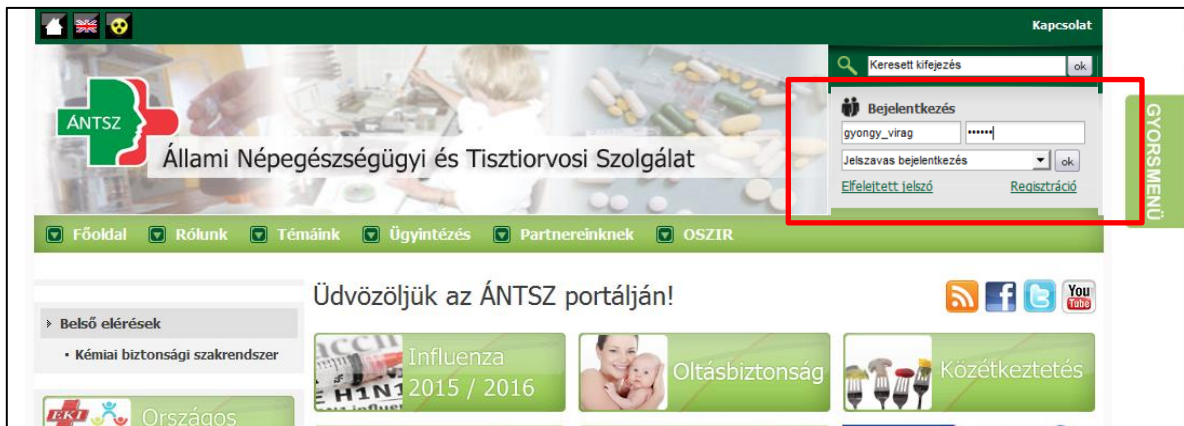 Kapcsolat
Keresett kifejezés
ok
ÁNTSZ
Állami Népegészségügyi és Tisztiorvosi Szolgálat
Bejelentkezés
gyongy_virag
••••••
Jelszavas bejelentkezés
ok
Elfelejtett jelszó
Regisztráció
GYORSMENÜ
Főoldal Rólunk Témáink Ügyintézés Partnereinknek OSZIR
Üdvözöljük az ÁNTSZ portálján!
You
Tube
Belső elérések
Kémiai biztonsági szakrendszer
Influenza
2015 / 2016
H1N1
Oltásbiztonság
Közétkeztetés
EKI
Országos